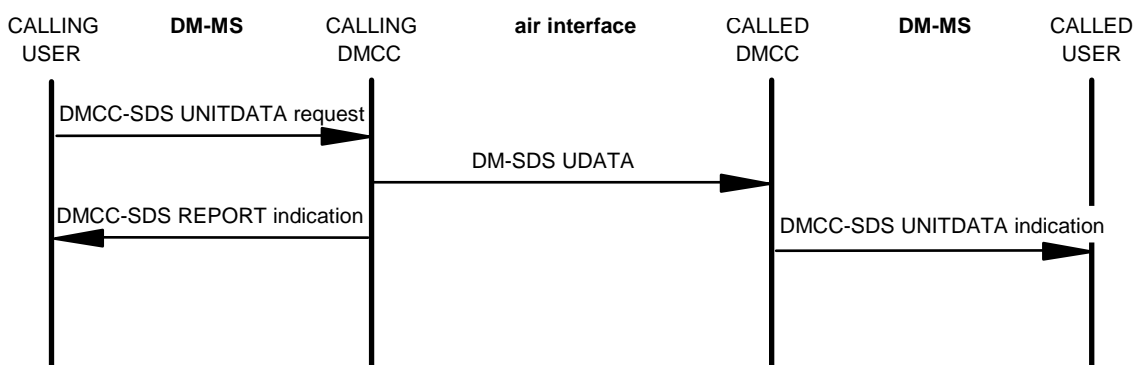 CALLING DM-MS CALLING air interface CALLED DM-MS CALLED
USER DMCC DMCC USER
DMCC-SDS UNITDATA request
DM-SDS UDATA
DMCC-SDS REPORT indication
DMCC-SDS UNITDATA indication